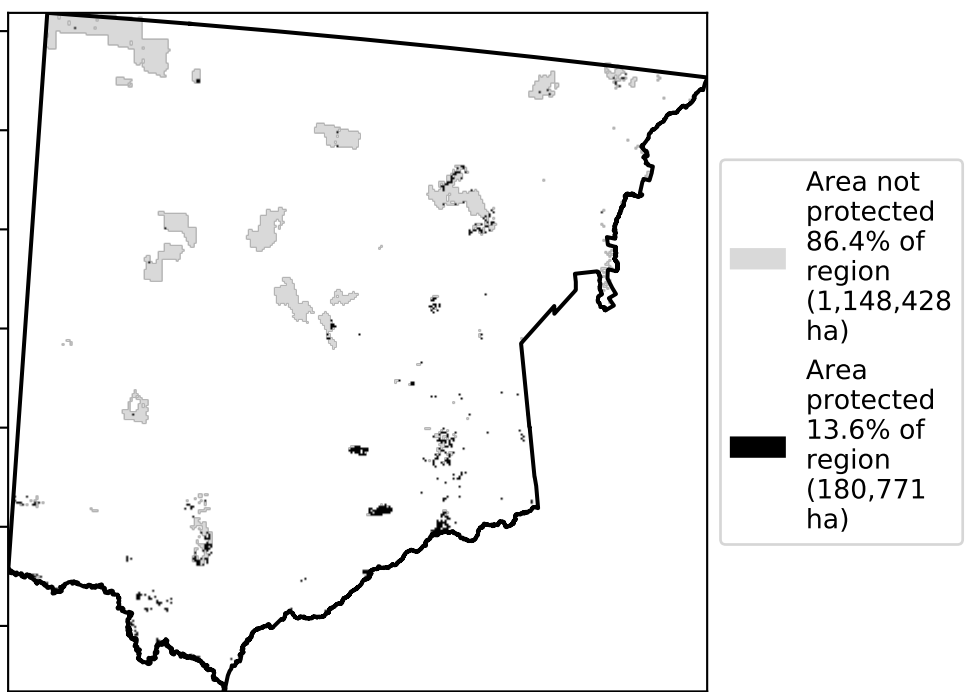 Area not
protected
86.4% of
region
(1,148,428
ha)
Area
protected
13.6% of
region
(180,771
ha)